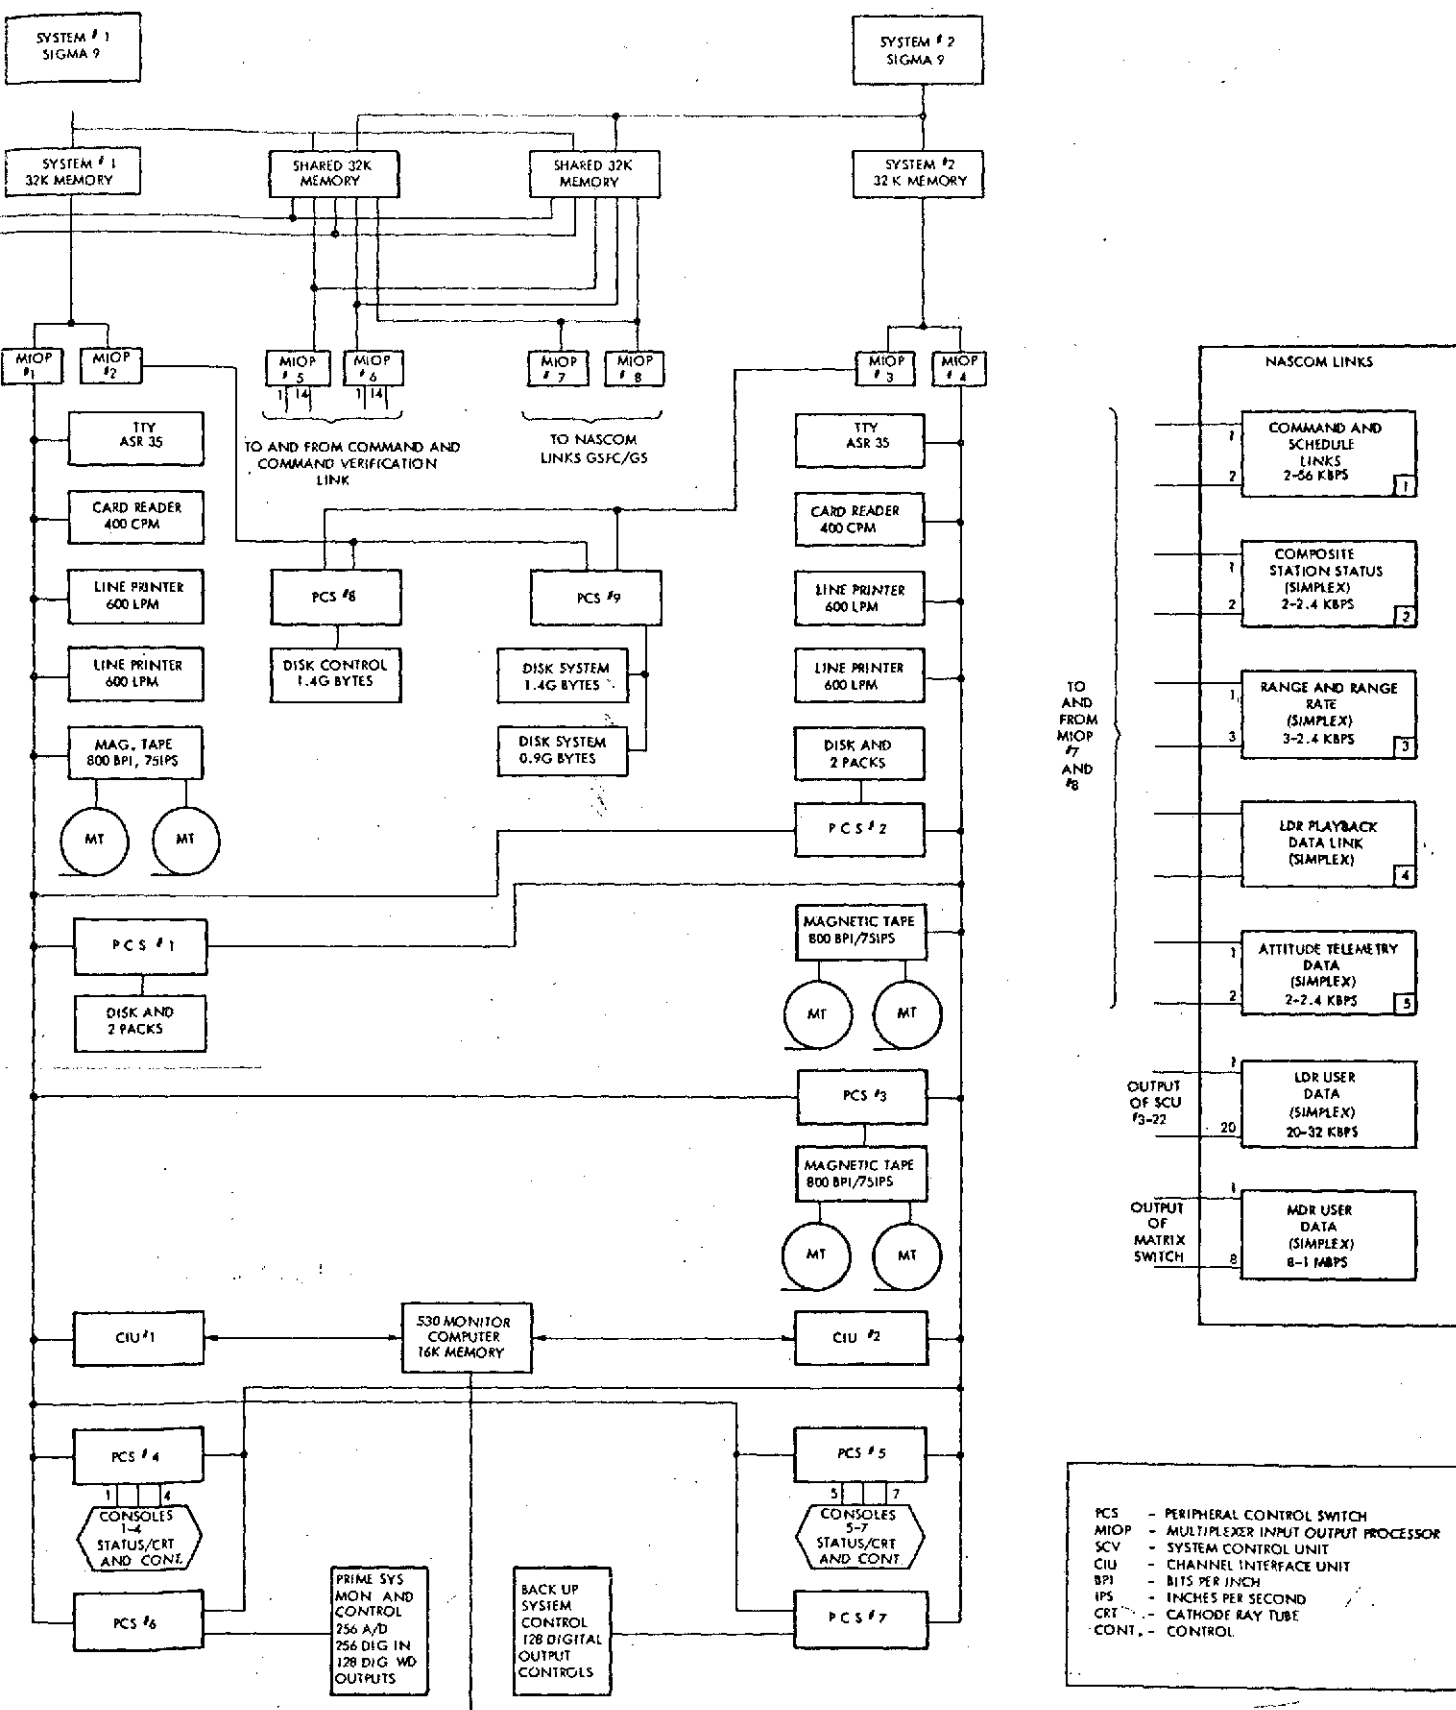 SYSTEM # 1
SIGMA 9
SYSTEM # 2
SIGMA 9
SYSTEM # 1
32K MEMORY
SHARED 32K
MEMORY
SHARED 32K
MEMORY
SYSTEM #2
32 K MEMORY
MIOP
#1
MIOP
#2
MIOP
# 5
1 14
MIOP
# 6
1 14
MIOP
# 7
MIOP
# 8
MIOP
# 3
MIOP
# 4
TO AND FROM COMMAND AND
COMMAND VERIFICATION
LINK
TO NASCOM
LINKS GSFC/GS
TTY
ASR 35
CARD READER
400 CPM
LINE PRINTER
600 LPM
LINE PRINTER
600 LPM
MAG. TAPE
800 BPI, 75IPS
MT
MT
PCS #8
DISK CONTROL
1.4G BYTES
PCS #9
DISK SYSTEM
1.4G BYTES
DISK SYSTEM
0.9G BYTES
TTY
ASR 35
CARD READER
400 CPM
LINE PRINTER
600 LPM
LINE PRINTER
600 LPM
DISK AND
2 PACKS
P C S # 2
P C S # 1
DISK AND
2 PACKS
MAGNETIC TAPE
800 BPI/75IPS
MT
MT
PCS #3
MAGNETIC TAPE
800 BPI/75IPS
MT
MT
CIU #1
530 MONITOR
COMPUTER
16K MEMORY
CIU #2
PCS # 4
1 4
CONSOLES
1-4
STATUS/CRT
AND CONT.
PCS # 5
5 7
CONSOLES
5-7
STATUS/CRT
AND CONT.
PCS #6
PRIME SYS
MON AND
CONTROL
256 A/D
256 DIG IN
128 DIG WD
OUTPUTS
BACK UP
SYSTEM
CONTROL
128 DIGITAL
OUTPUT
CONTROLS
P C S # 7
NASCOM LINKS
TO
AND
FROM
MIOP
#7
AND
#8
1
2
COMMAND AND
SCHEDULE
LINKS
2-56 KBPS
1
1
2
COMPOSITE
STATION STATUS
(SIMPLEX)
2-2.4 KBPS
2
1
3
RANGE AND RANGE
RATE
(SIMPLEX)
3-2.4 KBPS
3
LDR PLAYBACK
DATA LINK
(SIMPLEX)
4
1
2
ATTITUDE TELEMETRY
DATA
(SIMPLEX)
2-2.4 KBPS
5
OUTPUT
OF SCU
#3-22
1
20
LDR USER
DATA
(SIMPLEX)
20-32 KBPS
OUTPUT
OF
MATRIX
SWITCH
1
8
MDR USER
DATA
(SIMPLEX)
8-1 MBPS
PCS - PERIPHERAL CONTROL SWITCH
MIOP - MULTIPLEXER INPUT OUTPUT PROCESSOR
SCV - SYSTEM CONTROL UNIT
CIU - CHANNEL INTERFACE UNIT
BPI - BITS PER INCH
IPS - INCHES PER SECOND
CRT - CATHODE RAY TUBE
CONT. - CONTROL